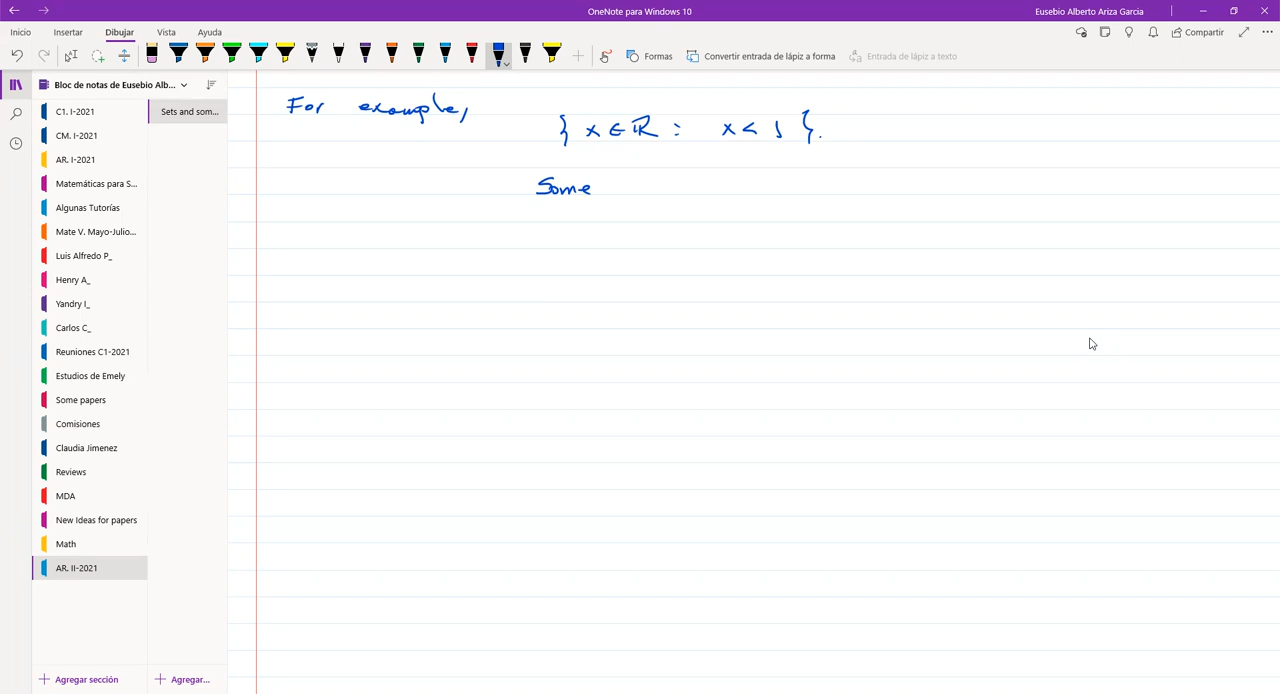 OneNote para Windows 10
Eusebio Alberto Ariza Garcia
Inicio Insertar Dibujar Vista Ayuda
Compartir
Formas
Convertir entrada de lápiz a forma
Entrada de lápiz a texto
Bloc de notas de Eusebio Alb...
C1. I-2021
CM. I-2021
AR. I-2021
Matemáticas para S...
Algunas Tutorías
Mate V. Mayo-Julio...
Luis Alfredo P_
Henry A_
Yandry I_
Carlos C_
Reuniones C1-2021
Estudios de Emely
Some papers
Comisiones
Claudia Jimenez
Reviews
MDA
New Ideas for papers
Math
AR. II-2021
Agregar sección
Sets and som...
Agregar...
For example,
{ x ∈ ℝ : x < 1 }.
Some